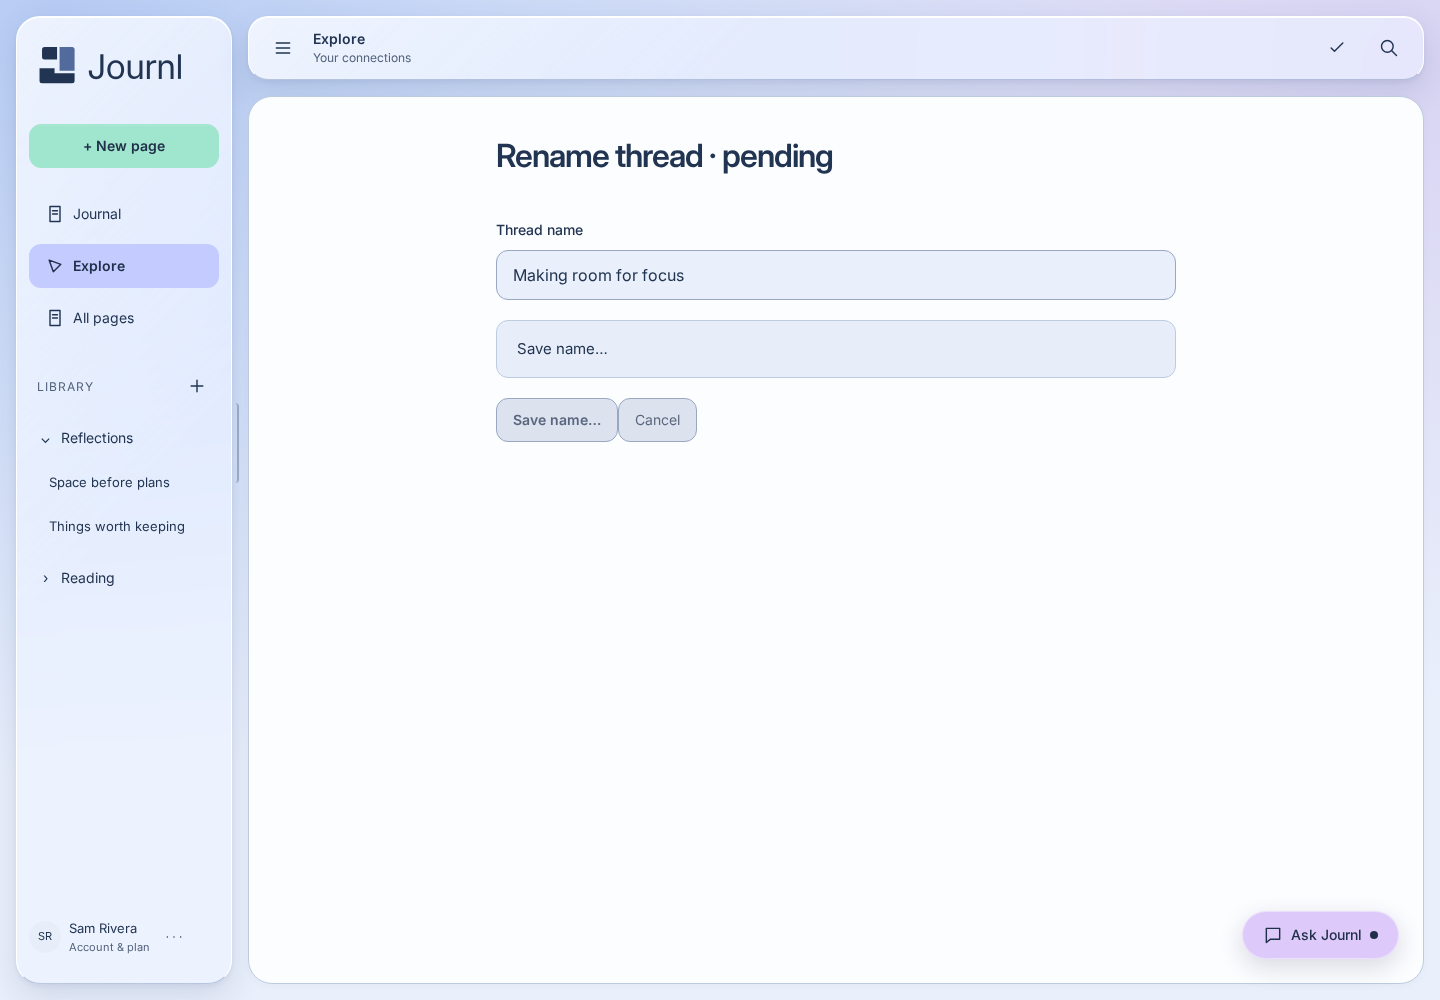 Journl
+ New page
Journal
Explore
All pages
LIBRARY
Reflections
Space before plans
Things worth keeping
Reading
SR
Sam Rivera
Account & plan
...
Explore
Your connections
Rename thread · pending
Thread name
Making room for focus
Save name...
Save name...
Cancel
Ask Journl